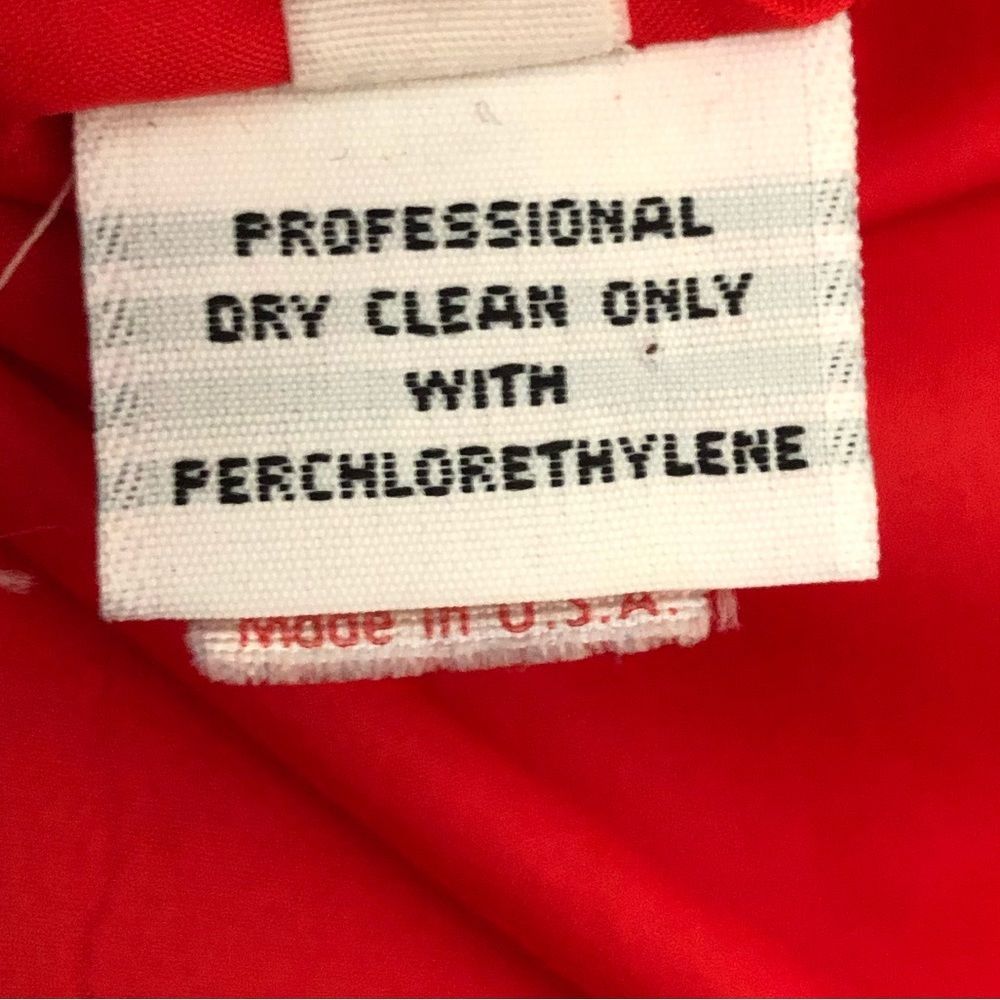 PROFESSIONAL
DRY CLEAN ONLY
WITH
PERCHLORETHYLENE
Made in U.S.A.